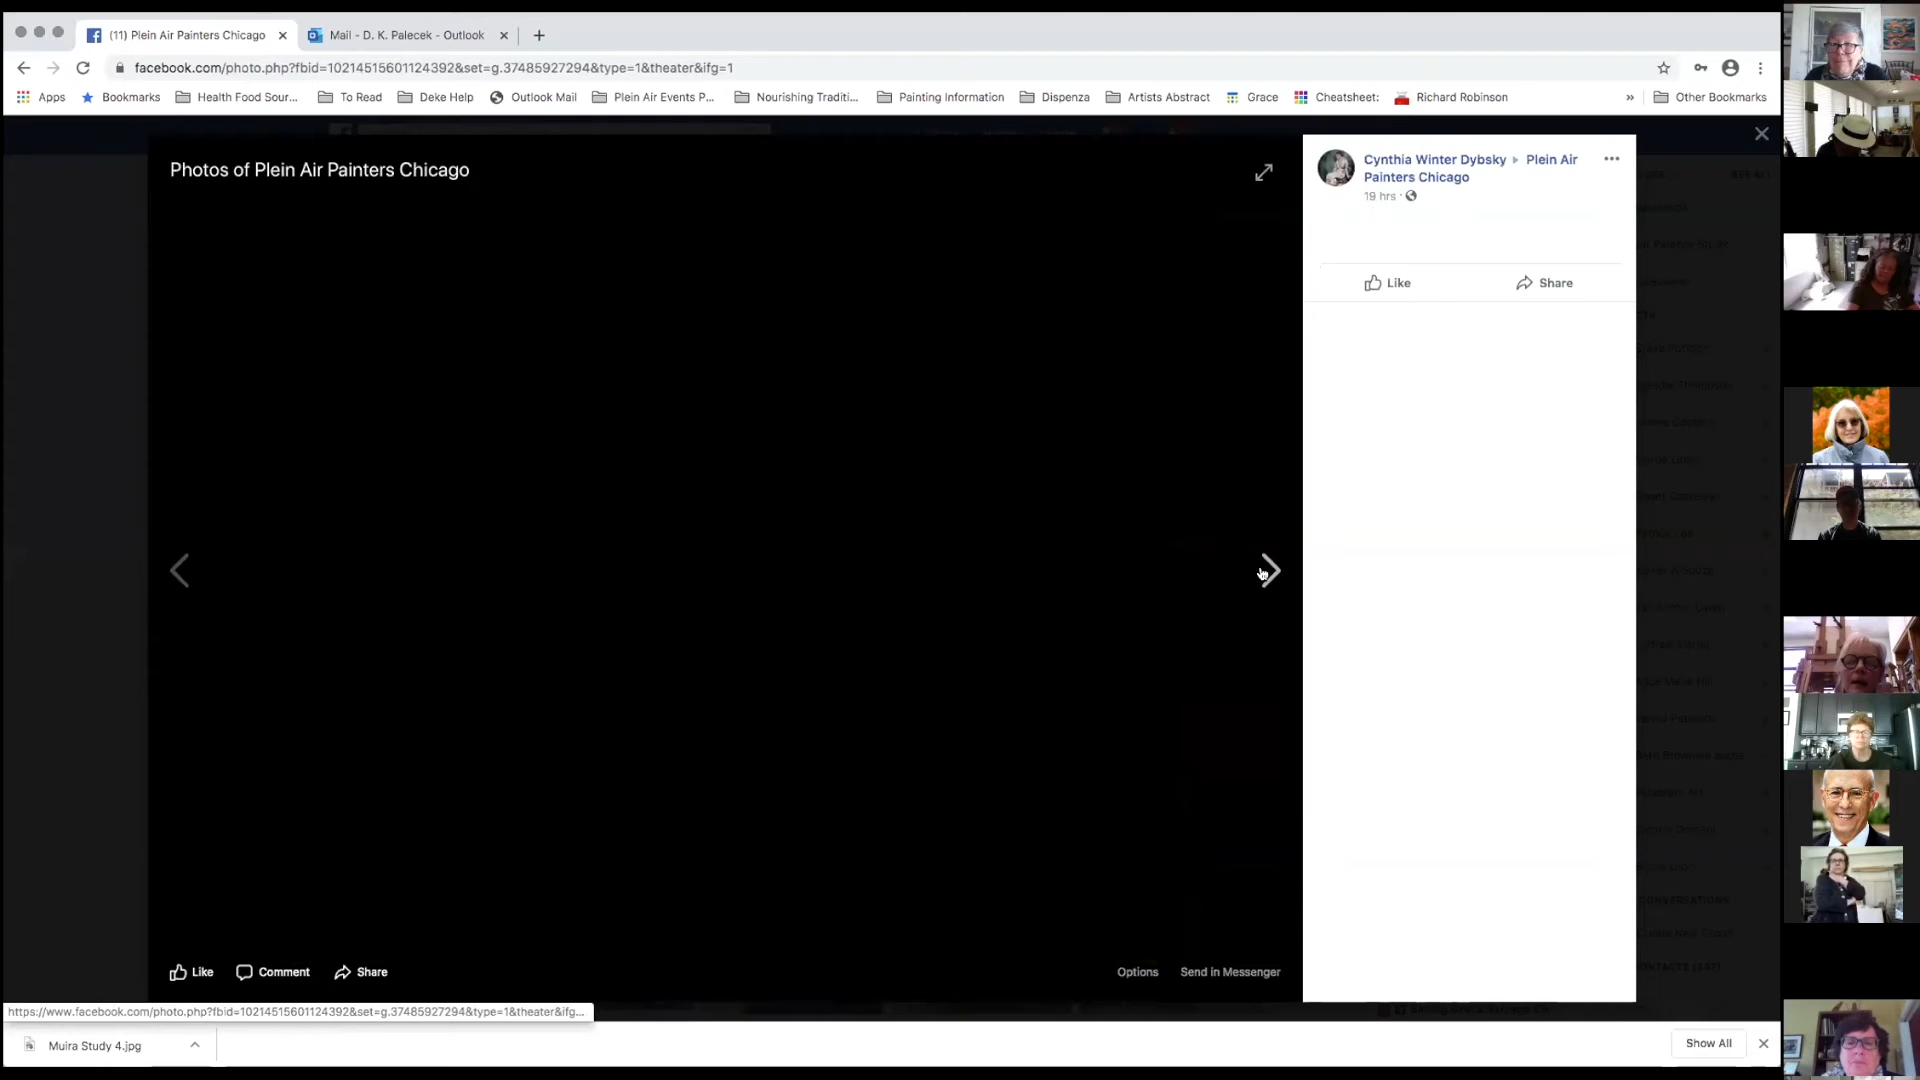 (11) Plein Air Painters Chicago
Mail - D. K. Palecek - Outlook
facebook.com/photo.php?fbid=10214515601124392&set=g.37485927294&type=1&theater&ifg=1
Apps Bookmarks Health Food Sour... To Read Deke Help Outlook Mail Plein Air Events P... Nourishing Traditi... Painting Information Dispenza Artists Abstract Grace Cheatsheet: Richard Robinson » Other Bookmarks
Photos of Plein Air Painters Chicago
Cynthia Winter Dybsky ▸ Plein Air
Painters Chicago
19 hrs ·
Like Share
Like Comment Share Options Send in Messenger
https://www.facebook.com/photo.php?fbid=10214515601124392&set=g.37485927294&type=1&theater&ifg...
Muira Study 4.jpg
Show All